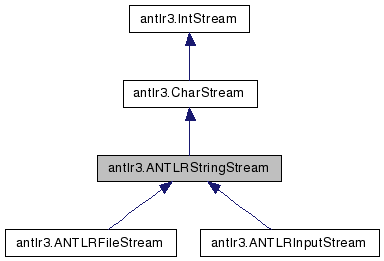 antlr3.IntStream
antlr3.CharStream
antlr3.ANTLRStringStream
antlr3.ANTLRFileStream
antlr3.ANTLRInputStream